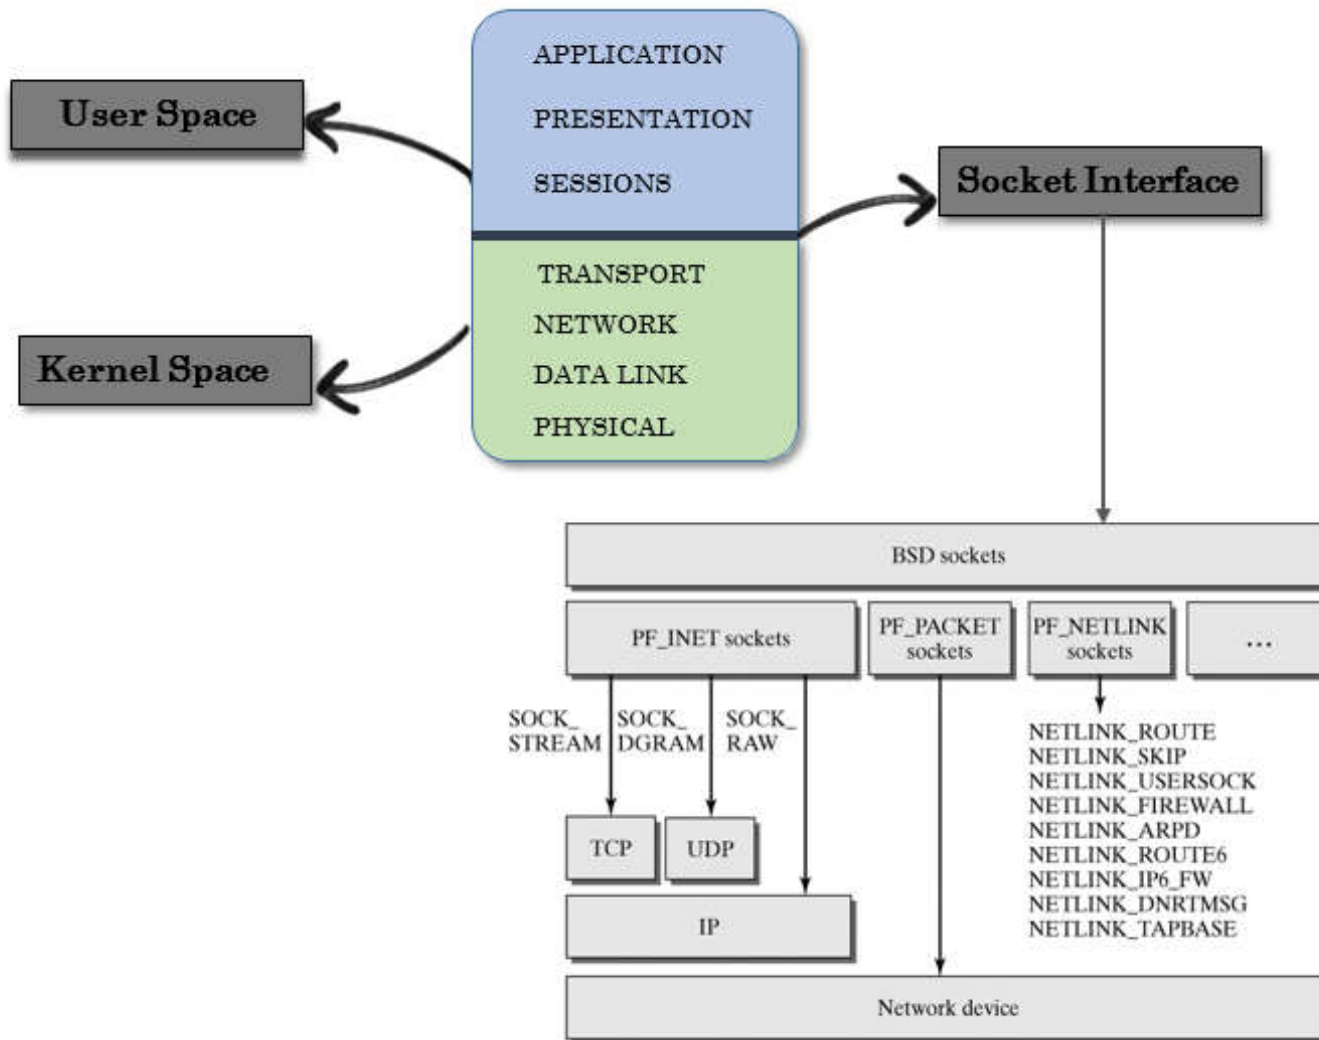 APPLICATION
PRESENTATION
SESSIONS
User Space
Socket Interface
TRANSPORT
NETWORK
DATA LINK
PHYSICAL
Kernel Space
BSD sockets
PF_INET sockets
PF_PACKET
sockets
PF_NETLINK
sockets
...
SOCK_
STREAM
SOCK_
DGRAM
SOCK_
RAW
TCP
UDP
IP
NETLINK_ROUTE
NETLINK_SKIP
NETLINK_USERSOCK
NETLINK_FIREWALL
NETLINK_ARPD
NETLINK_ROUTE6
NETLINK_IP6_FW
NETLINK_DNRTMSG
NETLINK_TAPBASE
Network device